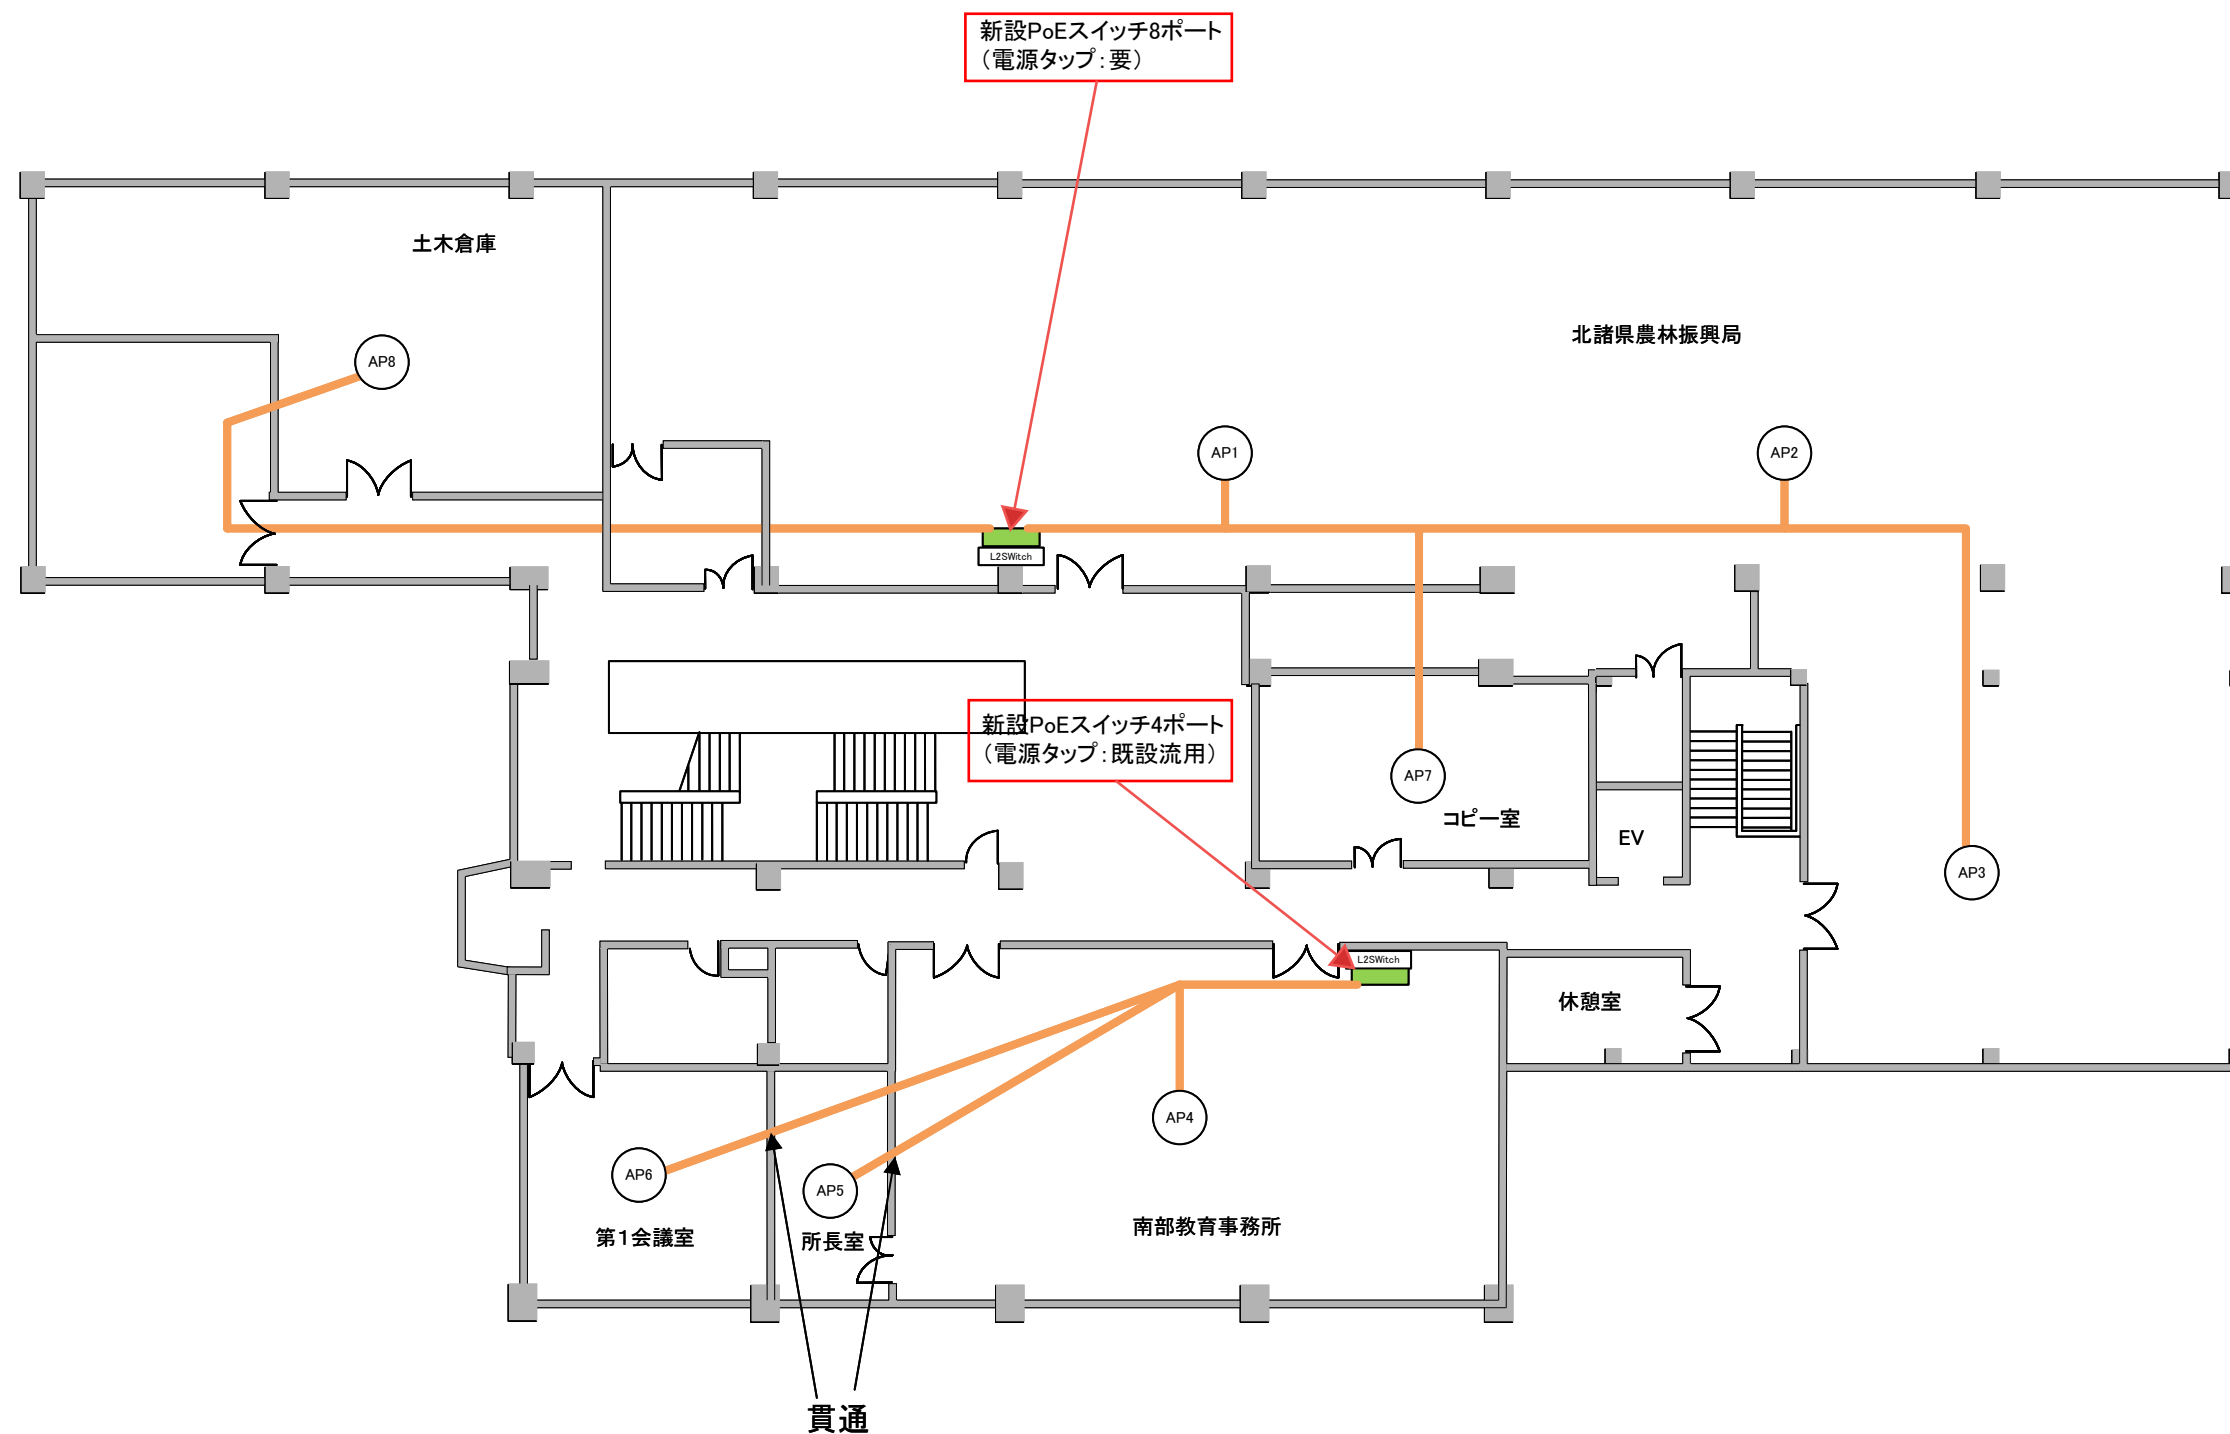 新設PoEスイッチ8ポート
（電源タップ：要）
土木倉庫
北諸県農林振興局
AP8
AP1
AP2
L2SWitch
新設PoEスイッチ4ポート
（電源タップ：既設流用）
AP7
コピー室
EV
AP3
L2SWitch
休憩室
AP4
AP6
AP5
第1会議室
所長室
南部教育事務所
貫通